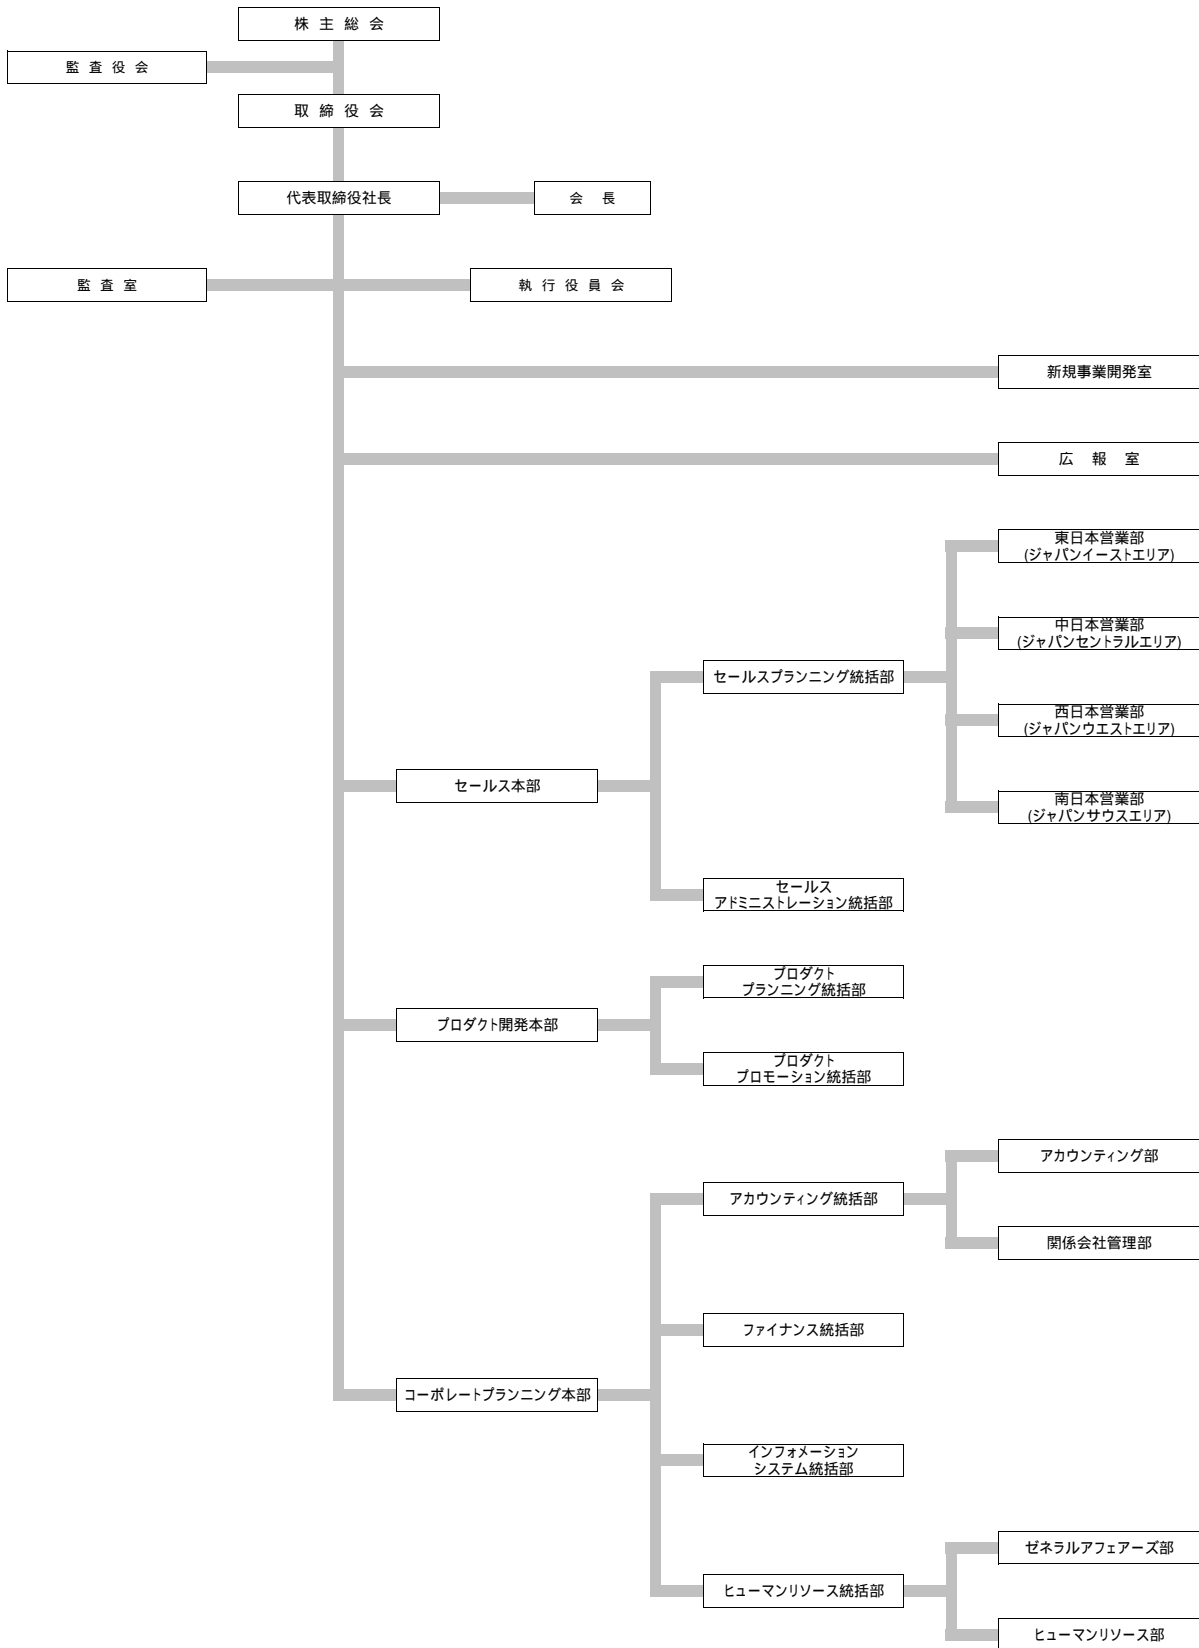 株主総会
監査役会
取締役会
代表取締役社長
会長
監査室
執行役員会
新規事業開発室
広報室
東日本営業部
(ジャパンイーストエリア)
中日本営業部
(ジャパンセントラルエリア)
セールスプランニング統括部
西日本営業部
(ジャパンウエストエリア)
セールス本部
南日本営業部
(ジャパンサウスエリア)
セールス
アドミニストレーション統括部
プロダクト
プランニング統括部
プロダクト開発本部
プロダクト
プロモーション統括部
アカウンティング部
アカウンティング統括部
関係会社管理部
ファイナンス統括部
コーポレートプランニング本部
インフォメーション
システム統括部
ゼネラルアフェアーズ部
ヒューマンリソース統括部
ヒューマンリソース部